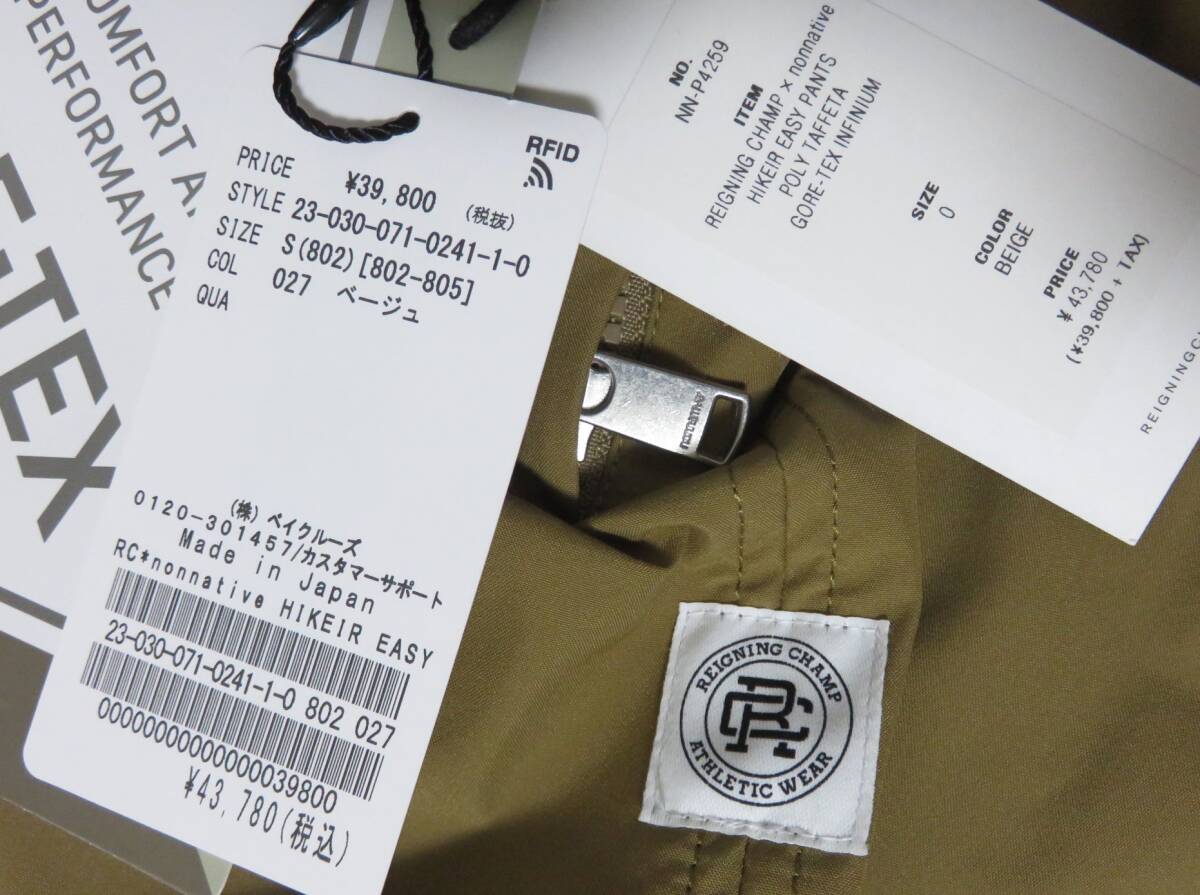 COMFORT A
PERFORMANCE
TEX
RFID
PRICE ¥39,800 (税抜)
STYLE 23-030-071-0241-1-0
SIZE S(802)[802-805]
COL 027 ベージュ
QUA
(株)ベイクルーズ
0120-301457/カスタマーサポート
Made in Japan
RC*nonnative HIKEIR EASY
23-030-071-0241-1-0 802 027
¥43,780(税込)
NO.
NN-P4259
ITEM
REIGNING CHAMP × nonnative
HIKEIR EASY PANTS
POLY TAFFETA
GORE-TEX INFINIUM
SIZE
0
COLOR
BEIGE
PRICE
¥ 43,780
(¥39,800 + TAX)
REIGNINGC
REIGNING CHAMP
RC
ATHLETIC WEAR